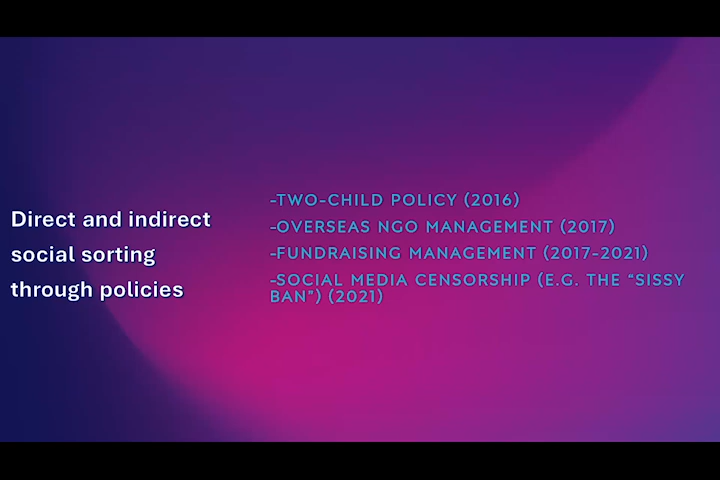 Direct and indirect
social sorting
through policies
-TWO-CHILD POLICY (2016)
-OVERSEAS NGO MANAGEMENT (2017)
-FUNDRAISING MANAGEMENT (2017-2021)
-SOCIAL MEDIA CENSORSHIP (E.G. THE “SISSY
BAN”) (2021)